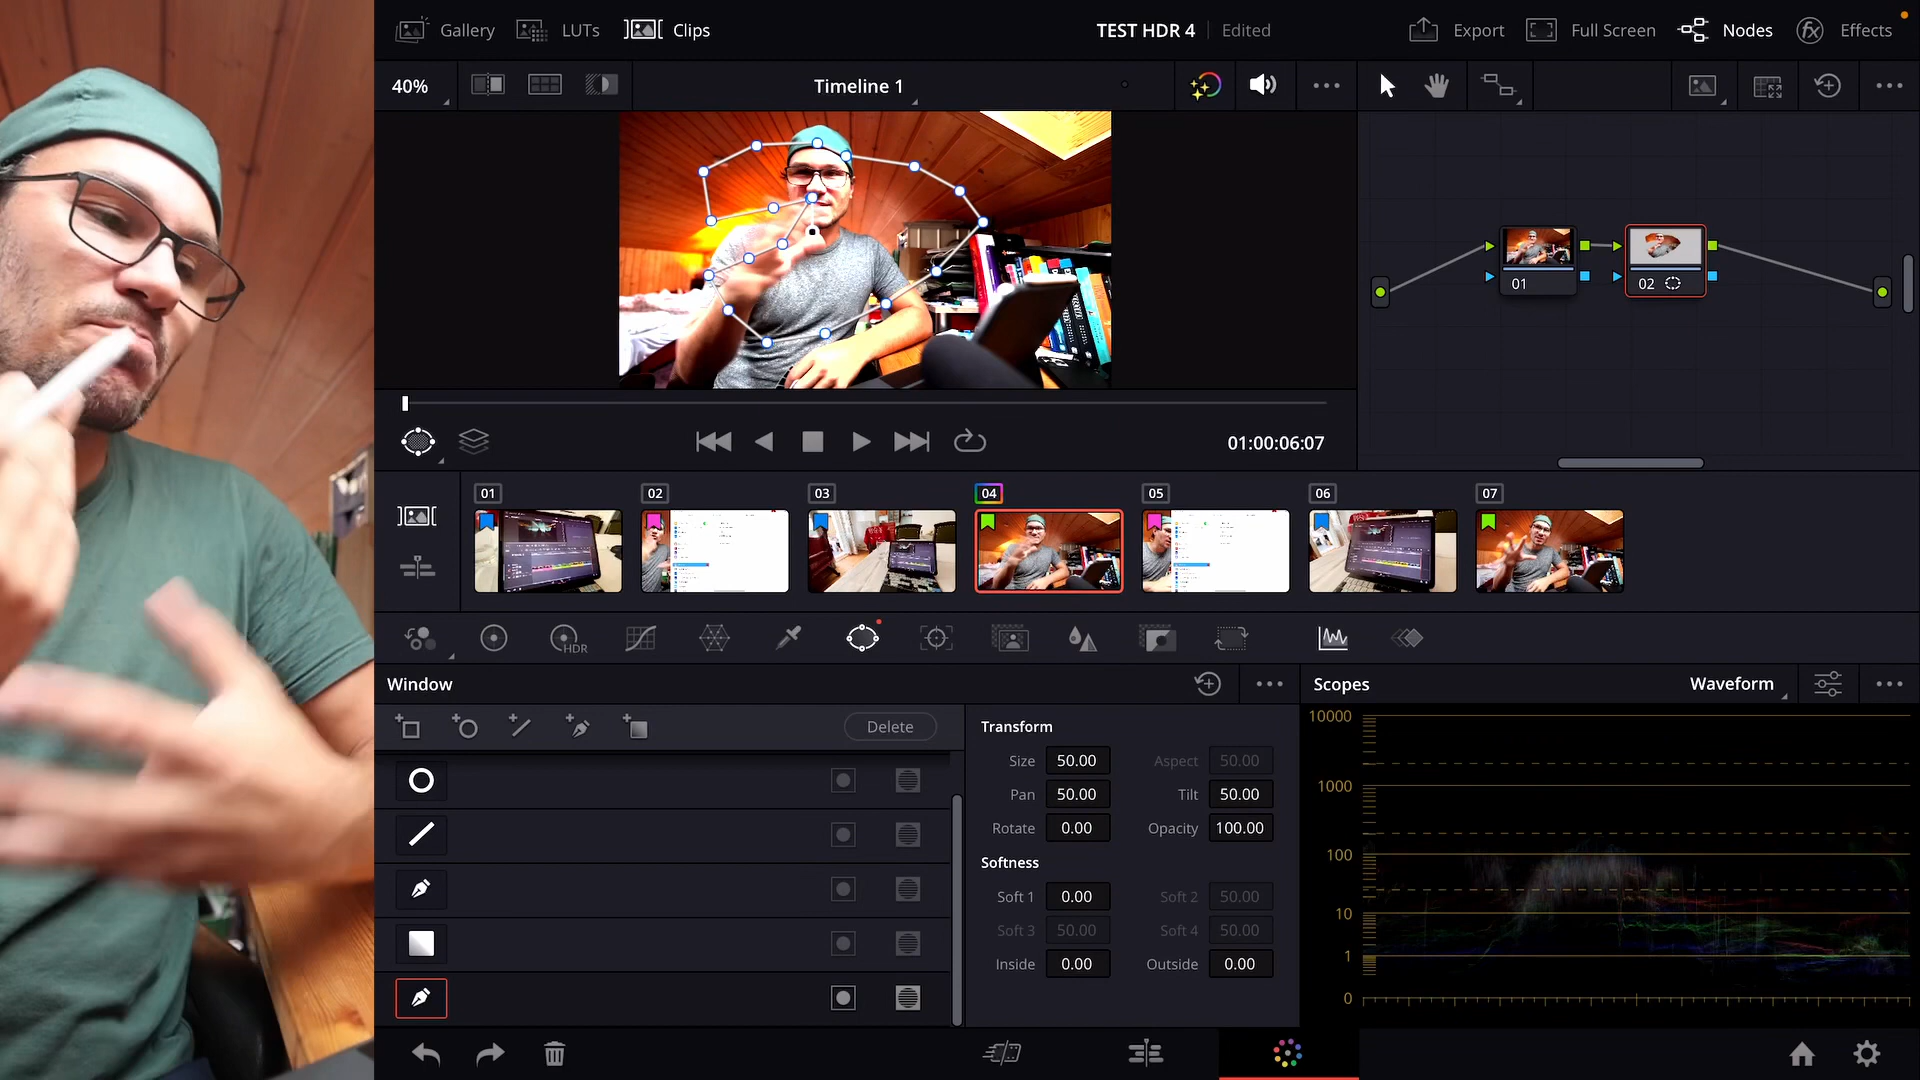 Gallery LUTs Clips TEST HDR 4 Edited Export Full Screen Nodes Effects
40% Timeline 1
01 02
01:00:06:07
01 02 03 04 05 06 07
HDR
Window Scopes Waveform
Delete
Transform
Size 50.00 Aspect 50.00
Pan 50.00 Tilt 50.00
Rotate 0.00 Opacity 100.00
Softness
Soft 1 0.00 Soft 2 50.00
Soft 3 50.00 Soft 4 50.00
Inside 0.00 Outside 0.00
10000
1000
100
10
1
0